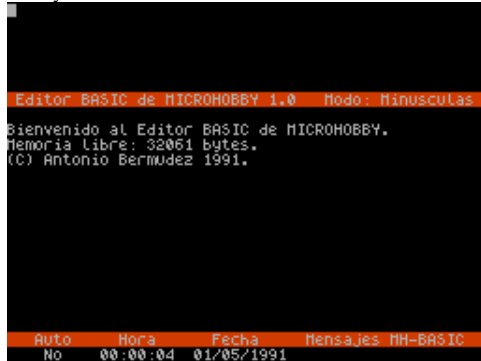 Editor BASIC de MICROHOBBY 1.0 Modo: Minusculas
Bienvenido al Editor BASIC de MICROHOBBY.
Memoria libre: 32061 bytes.
(C) Antonio Bermudez 1991.
Auto Hora Fecha Mensajes MH-BASIC
No 00:00:04 01/05/1991